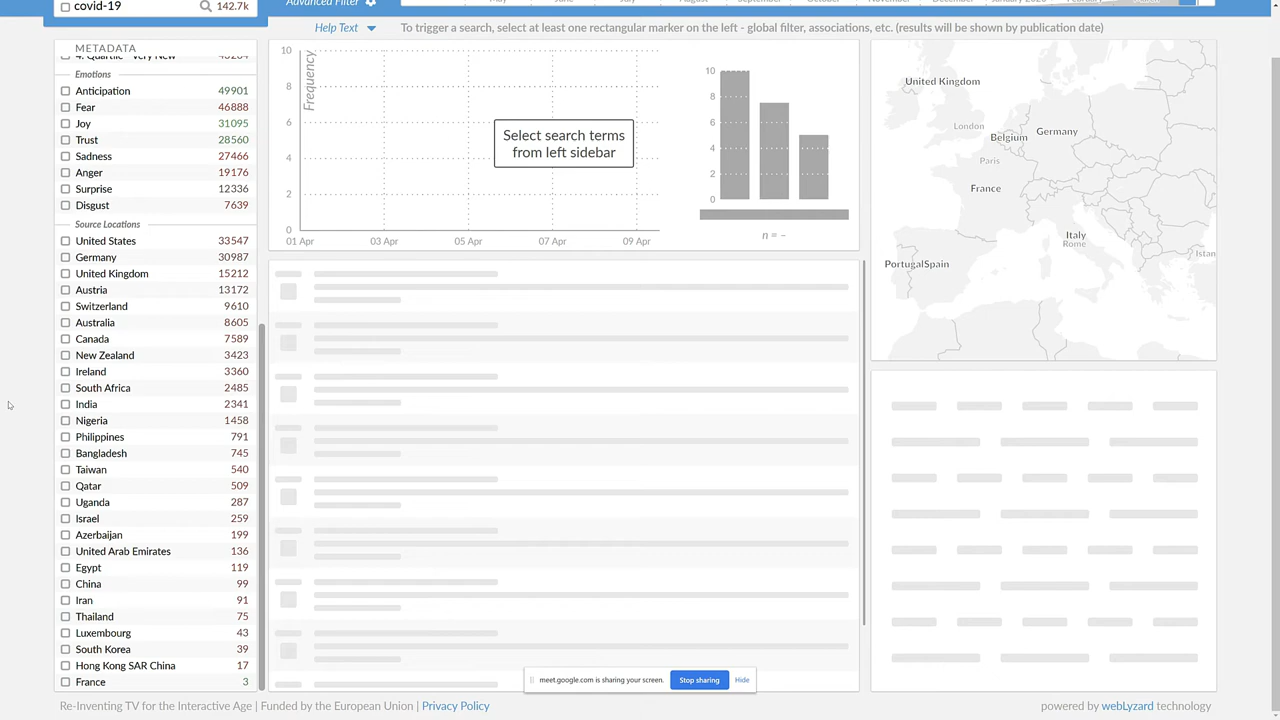 covid-19 142.7k
Advanced Filter
Help Text To trigger a search, select at least one rectangular marker on the left - global filter, associations, etc. (results will be shown by publication date)
METADATA
Emotions
Anticipation 49901
Fear 46888
Joy 31095
Trust 28560
Sadness 27466
Anger 19176
Surprise 12336
Disgust 7639
Source Locations
United States 33547
Germany 30987
United Kingdom 15212
Austria 13172
Switzerland 9610
Australia 8605
Canada 7589
New Zealand 3423
Ireland 3360
South Africa 2485
India 2341
Nigeria 1458
Philippines 791
Bangladesh 745
Taiwan 540
Qatar 509
Uganda 287
Israel 259
Azerbaijan 199
United Arab Emirates 136
Egypt 119
China 99
Iran 91
Thailand 75
Luxembourg 43
South Korea 39
Hong Kong SAR China 17
France 3
Frequency
10
8
6
4
2
0
01 Apr 03 Apr 05 Apr 07 Apr 09 Apr
Select search terms
from left sidebar
10
8
6
4
2
0
n = –
United Kingdom
London
Belgium
Germany
Paris
France
Italy
Rome
Istan
Portugal
Spain
meet.google.com is sharing your screen. Stop sharing Hide
Re-Inventing TV for the Interactive Age | Funded by the European Union | Privacy Policy
powered by webLyzard technology